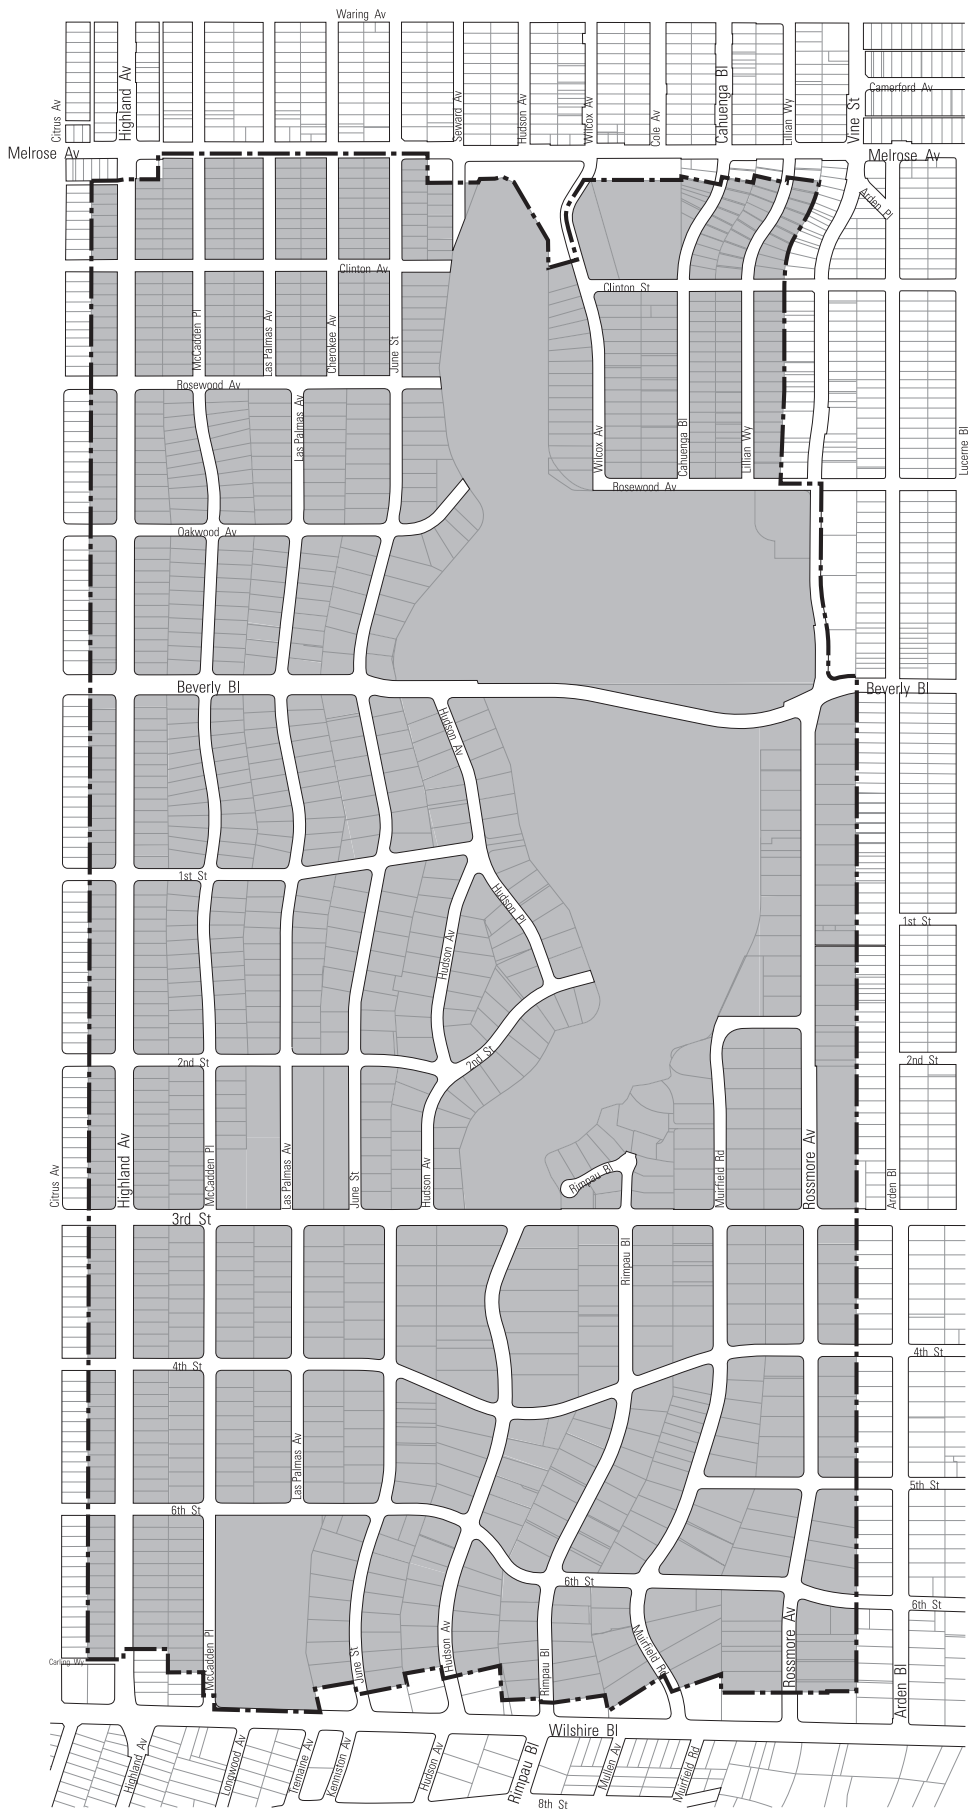 Waring Av
Citrus Av
Highland Av
Seward Av
Hudson Av
Wilcox Av
Cole Av
Cahuenga Bl
Lillian Wy
Vine St
Camerford Av
Melrose Av
Melrose Av
Arden Pl
Clinton Av
Clinton St
McCadden Pl
Las Palmas Av
Cherokee Av
June St
Rosewood Av
Las Palmas Av
Wilcox Av
Cahuenga Bl
Lillian Wy
Lucerne Bl
Rosewood Av
Oakwood Av
Beverly Bl
Beverly Bl
Hudson Av
1st St
Hudson Pl
Hudson Av
1st St
2nd St
2nd St
2nd St
Citrus Av
Highland Av
McCadden Pl
Las Palmas Av
June St
Hudson Av
Rimpau Bl
Muirfield Rd
Rossmore Av
Arden Bl
3rd St
Rimpau Bl
4th St
4th St
Las Palmas Av
5th St
6th St
6th St
6th St
Carling Wy
McCadden Pl
June St
Hudson Av
Rimpau Bl
Muirfield Rd
Rossmore Av
Arden Bl
Wilshire Bl
Highland Av
Longwood Av
Tremaine Av
Keniston Av
Hudson Av
Rimpau Bl
Mullen Av
Muirfield Rd
8th St